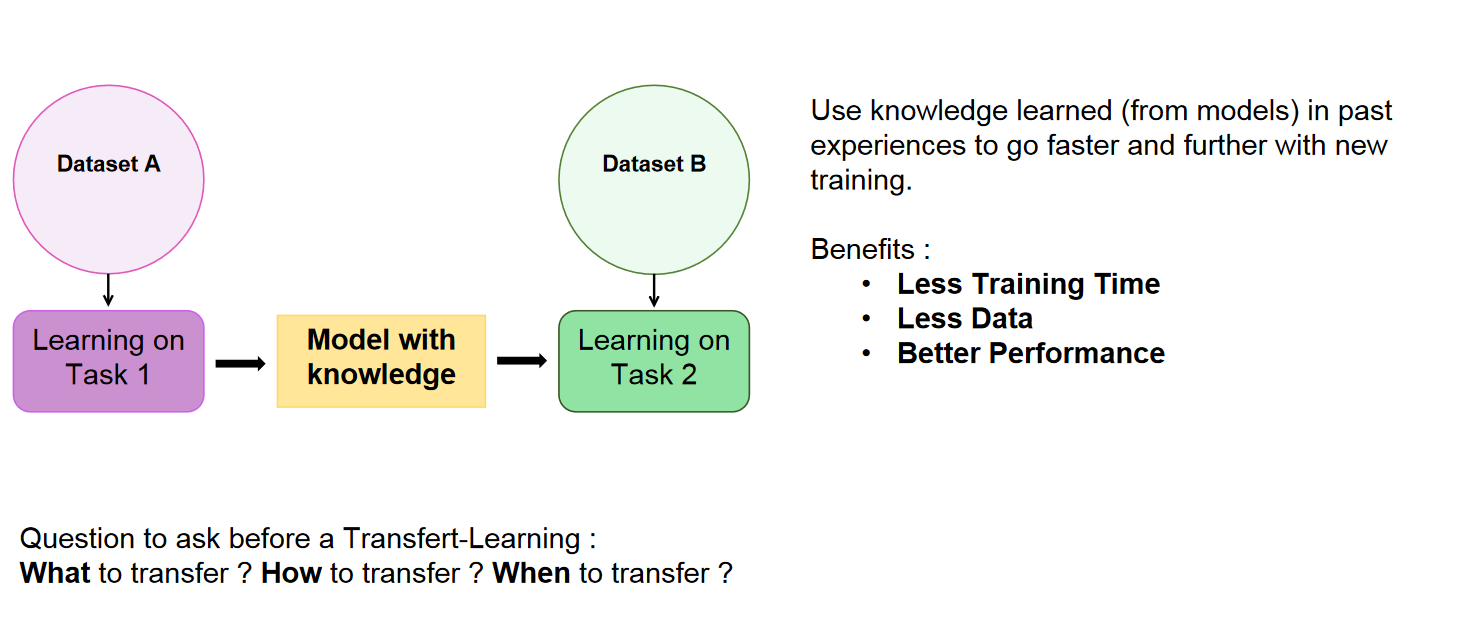 Dataset A
Dataset B
Learning on
Task 1
Model with
knowledge
Learning on
Task 2
Use knowledge learned (from models) in past
experiences to go faster and further with new
training.
Benefits :
• Less Training Time
• Less Data
• Better Performance
Question to ask before a Transfert-Learning :
What to transfer ? How to transfer ? When to transfer ?